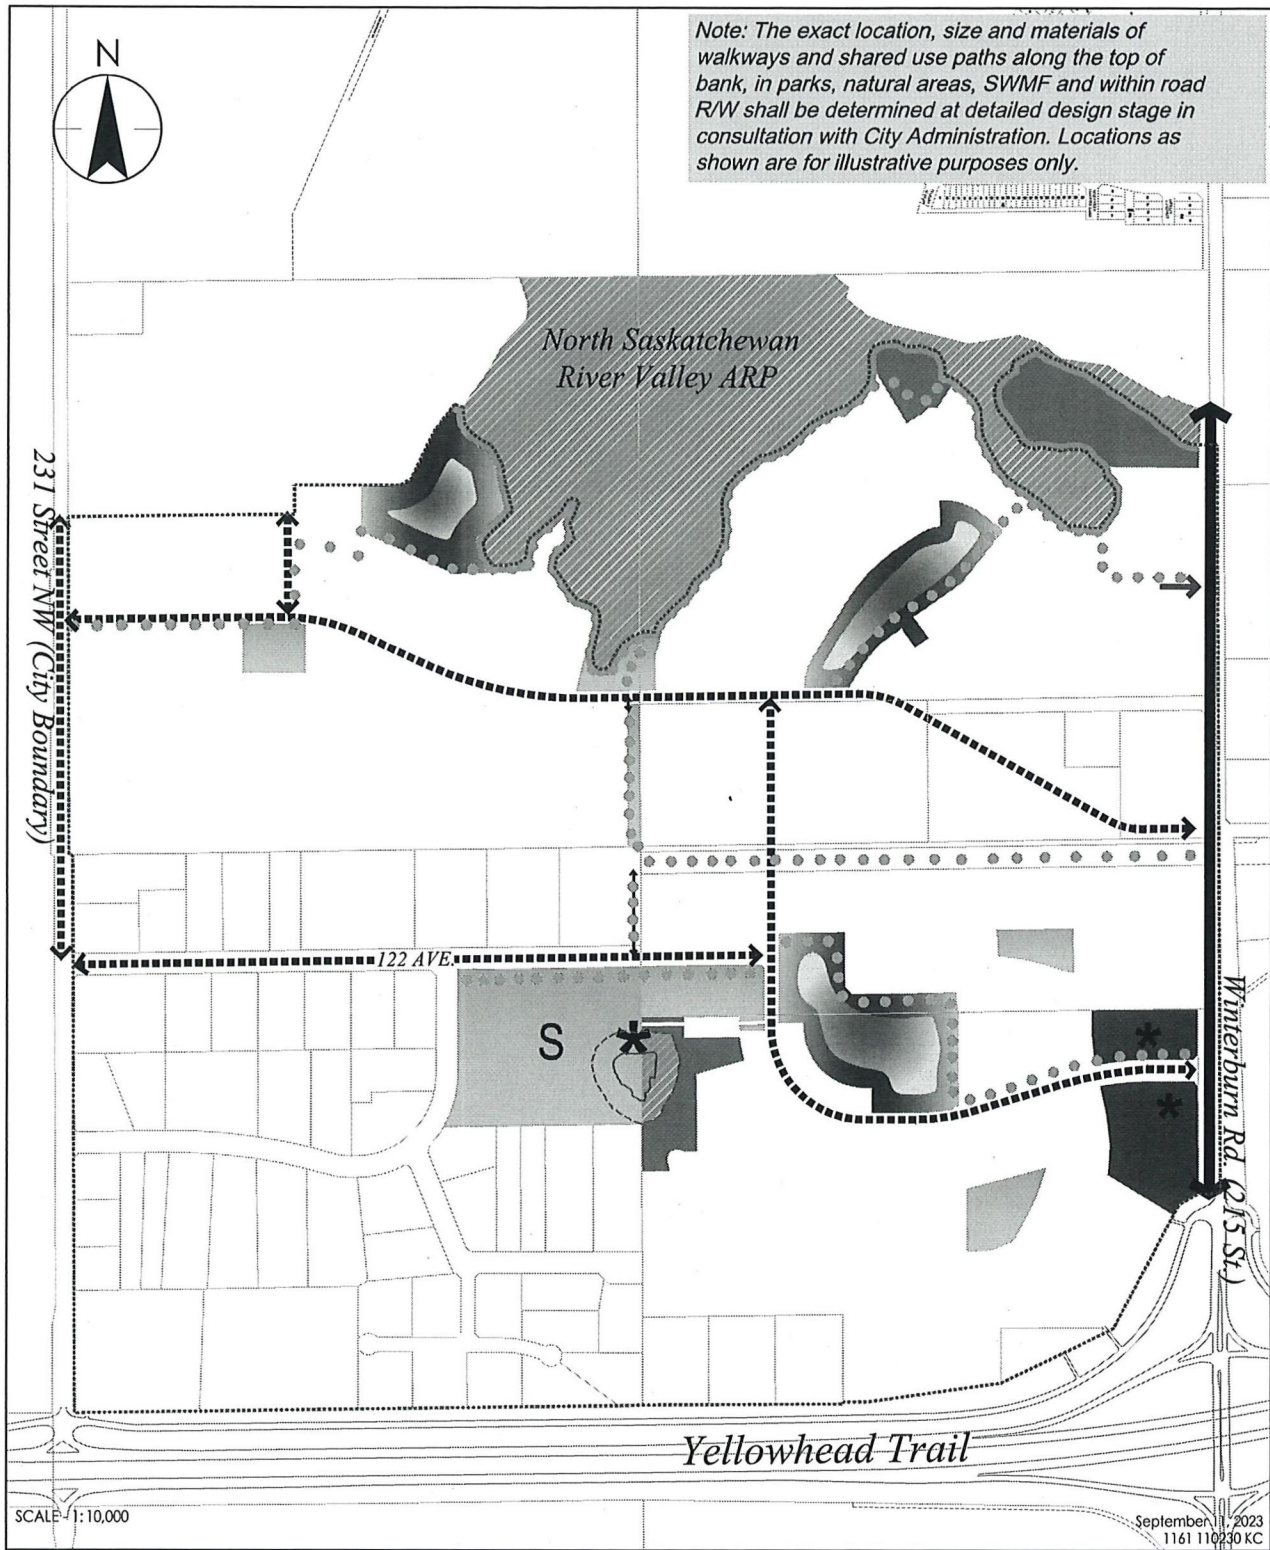 N
Note: The exact location, size and materials of
walkways and shared use paths along the top of
bank, in parks, natural areas, SWMF and within road
R/W shall be determined at detailed design stage in
consultation with City Administration. Locations as
shown are for illustrative purposes only.
North Saskatchewan
River Valley ARP
231 Street NW (City Boundary)
122 AVE.
S
Winterburn Rd. (215 St.)
Yellowhead Trail
SCALE - 1:10,000
September 11, 2023
1161 110230 KC